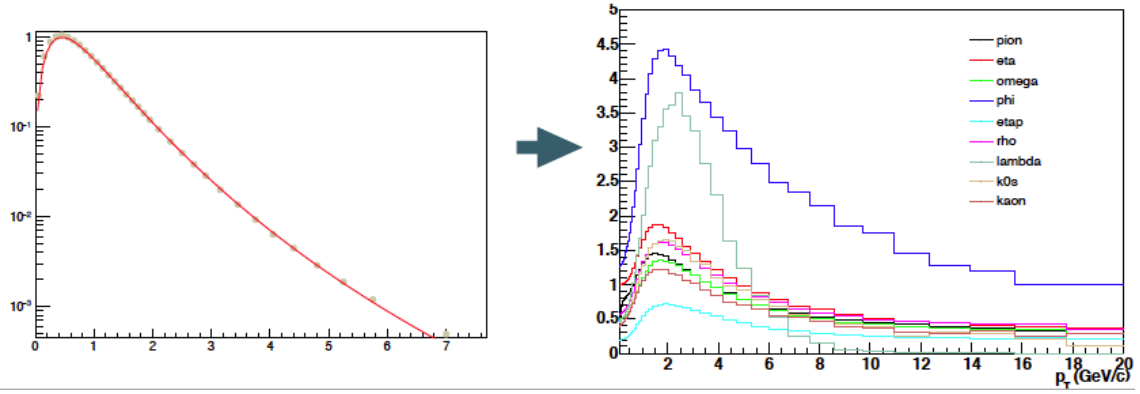 1
10⁻¹
10⁻²
10⁻³
0 1 2 3 4 5 6 7
5
4.5
4
3.5
3
2.5
2
1.5
1
0.5
0
2 4 6 8 10 12 14 16 18 20
p_T (GeV/c)
pion
eta
omega
phi
etap
rho
lambda
k0s
kaon